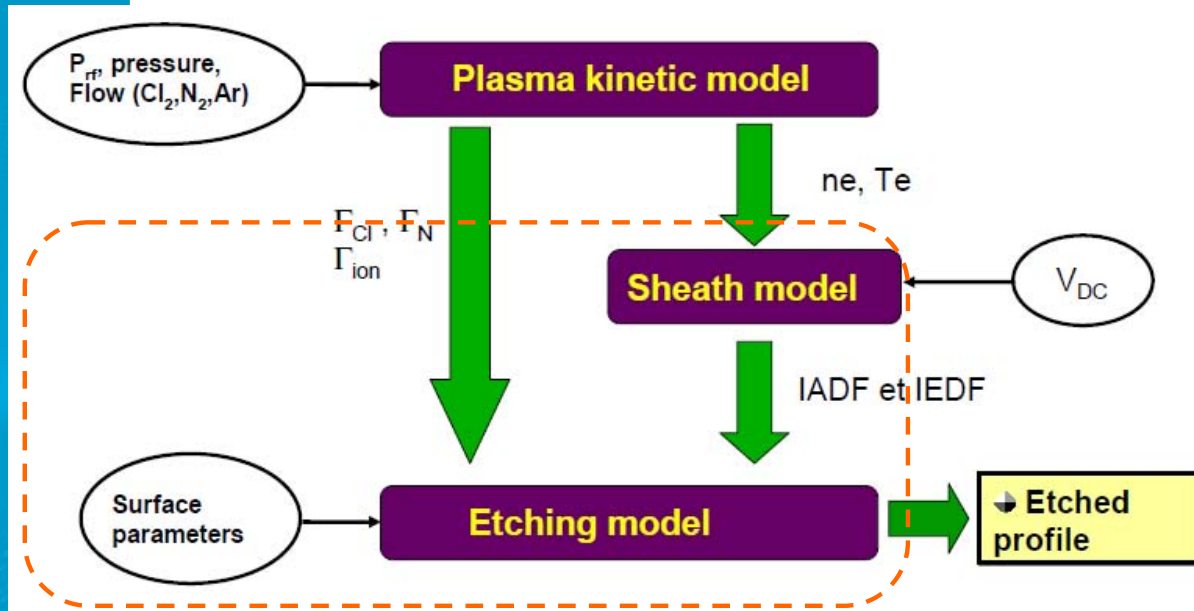 P_rf, pressure,
Flow (Cl₂,N₂,Ar)
Plasma kinetic model
ne, Te
Γ_Cl, Γ_N
Γ_ion
Sheath model
V_DC
IADF et IEDF
Surface
parameters
Etching model
Etched
profile